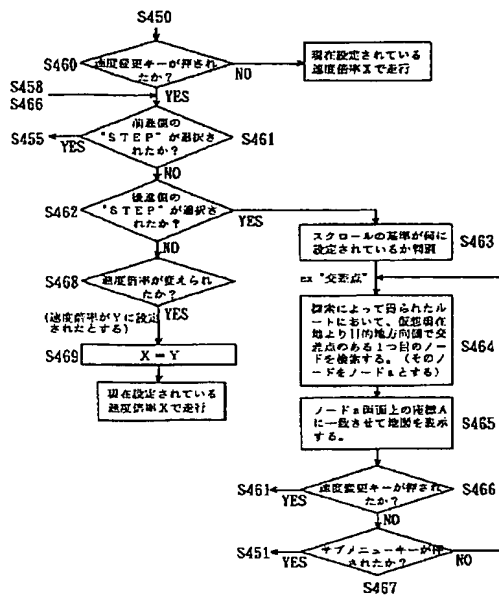 S450
S460
速度変更キーが押され
たか?
NO
現在設定されている
速度倍率Xで走行
S458
S466
YES
前進側の
"STEP"が選択さ
れたか?
S455
YES
S461
NO
S462
後進側の
"STEP"が選択さ
れたか?
YES
NO
スクロールの基準が何に
設定されているか判別
S463
ex "交差点"
S468
速度倍率が変えられ
たか?
YES
(速度倍率がYに設定
されたとする)
探索によって得られたル
ートにおいて、仮想現在
地より目的地方向側で交
差点のある1つ目のノー
ドを検索する。(そのノ
ードをノードaとする)
S464
S469
X=Y
現在設定されている
速度倍率Xで走行
ノードa画面上の座標A
に一致させて地図を表示
する。
S465
S461
YES
速度変更キーが押され
たか?
S466
NO
S451
YES
サブメニューキーが押
されたか?
NO
S467